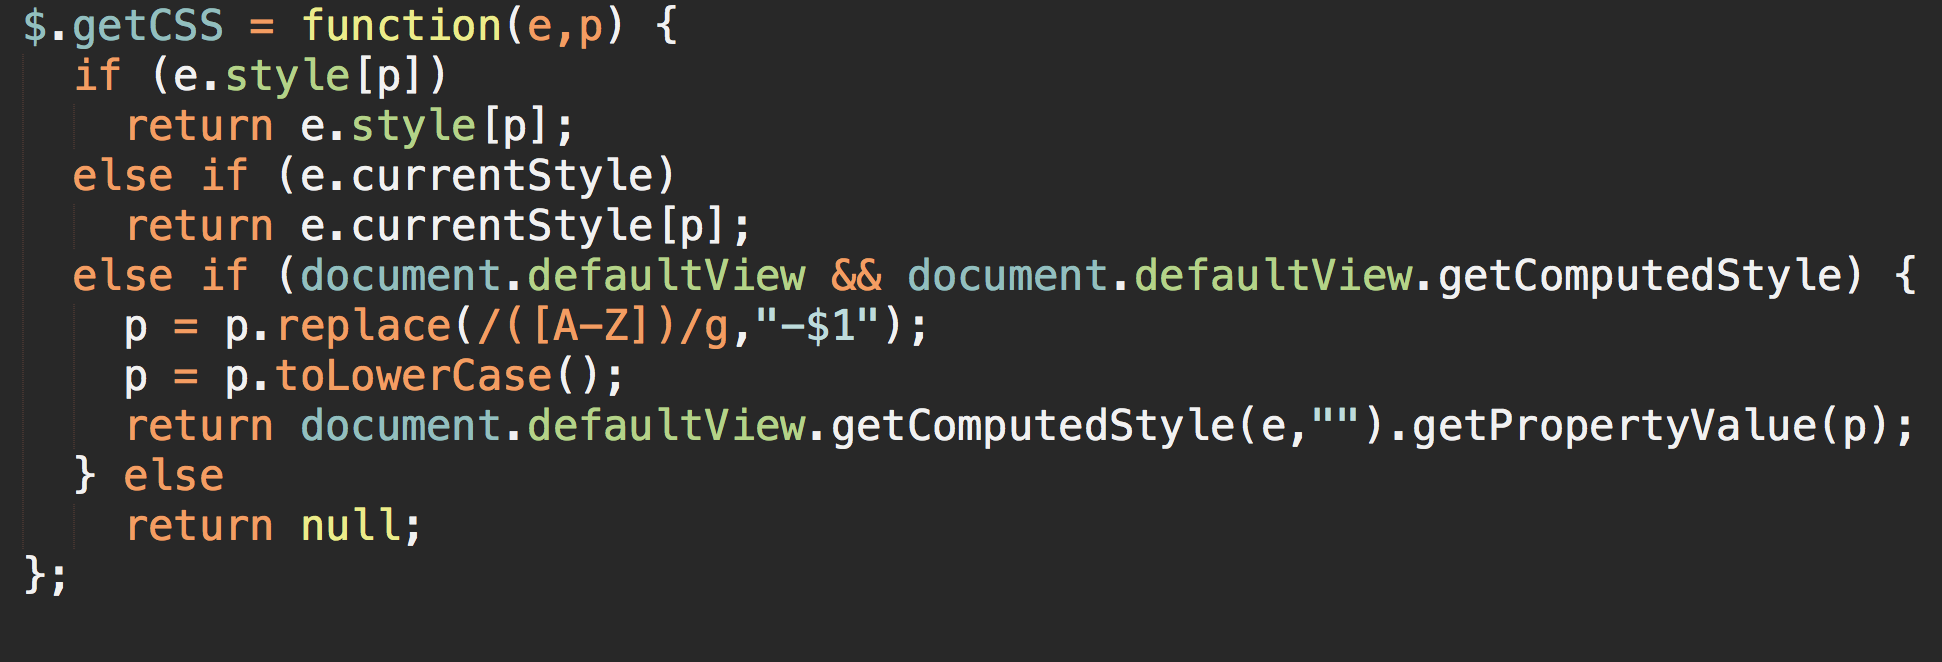 $.getCSS = function(e,p) {
  if (e.style[p])
    return e.style[p];
  else if (e.currentStyle)
    return e.currentStyle[p];
  else if (document.defaultView && document.defaultView.getComputedStyle) {
    p = p.replace(/([A-Z])/g,"-$1");
    p = p.toLowerCase();
    return document.defaultView.getComputedStyle(e,"").getPropertyValue(p);
  } else
    return null;
};